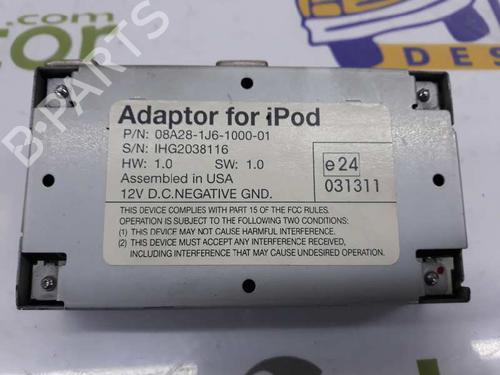 .com
DES
B-PARTS
Adaptor for iPod
P/N: 08A28-1J6-1000-01
S/N: IHG2038116
HW: 1.0 SW: 1.0
Assembled in USA
12V D.C.NEGATIVE GND.
e24
031311
THIS DEVICE COMPLIES WITH PART 15 OF THE FCC RULES.
OPERATION IS SUBJECT TO THE FOLLOWING TWO CONDITIONS:
(1) THIS DEVICE MAY NOT CAUSE HARMFUL INTERFERENCE.
(2) THIS DEVICE MUST ACCEPT ANY INTERFERENCE RECEIVED,
INCLUDING INTERFERENCE THAT MAY CAUSE UNDESIRED OPERATION.